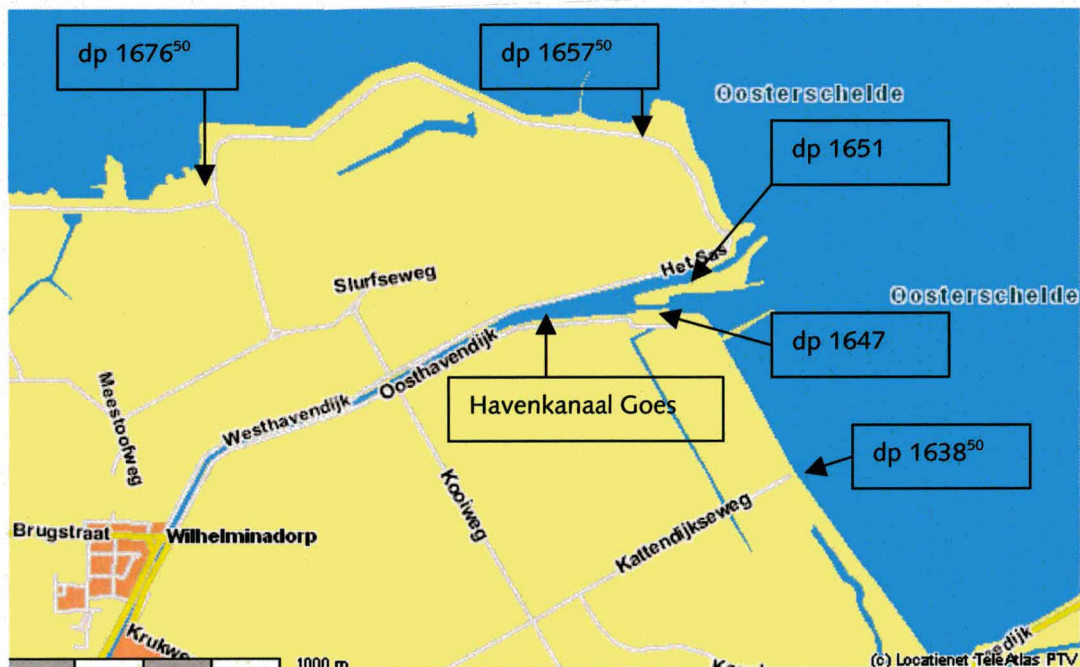 dp 1676⁵⁰
dp 1657⁵⁰
Oosterschelde
dp 1651
Het Sas
Slurfseweg
Oosterschelde
dp 1647
Oosthavendijk
Havenkanaal Goes
Westhavendijk
Meestoofweg
dp 1638⁵⁰
Kooiweg
Kattendijkseweg
Brugstraat
Wilhelminadorp
Krukwe
1000 m
edijk
(c) Locatienet TeleAtlas PTV